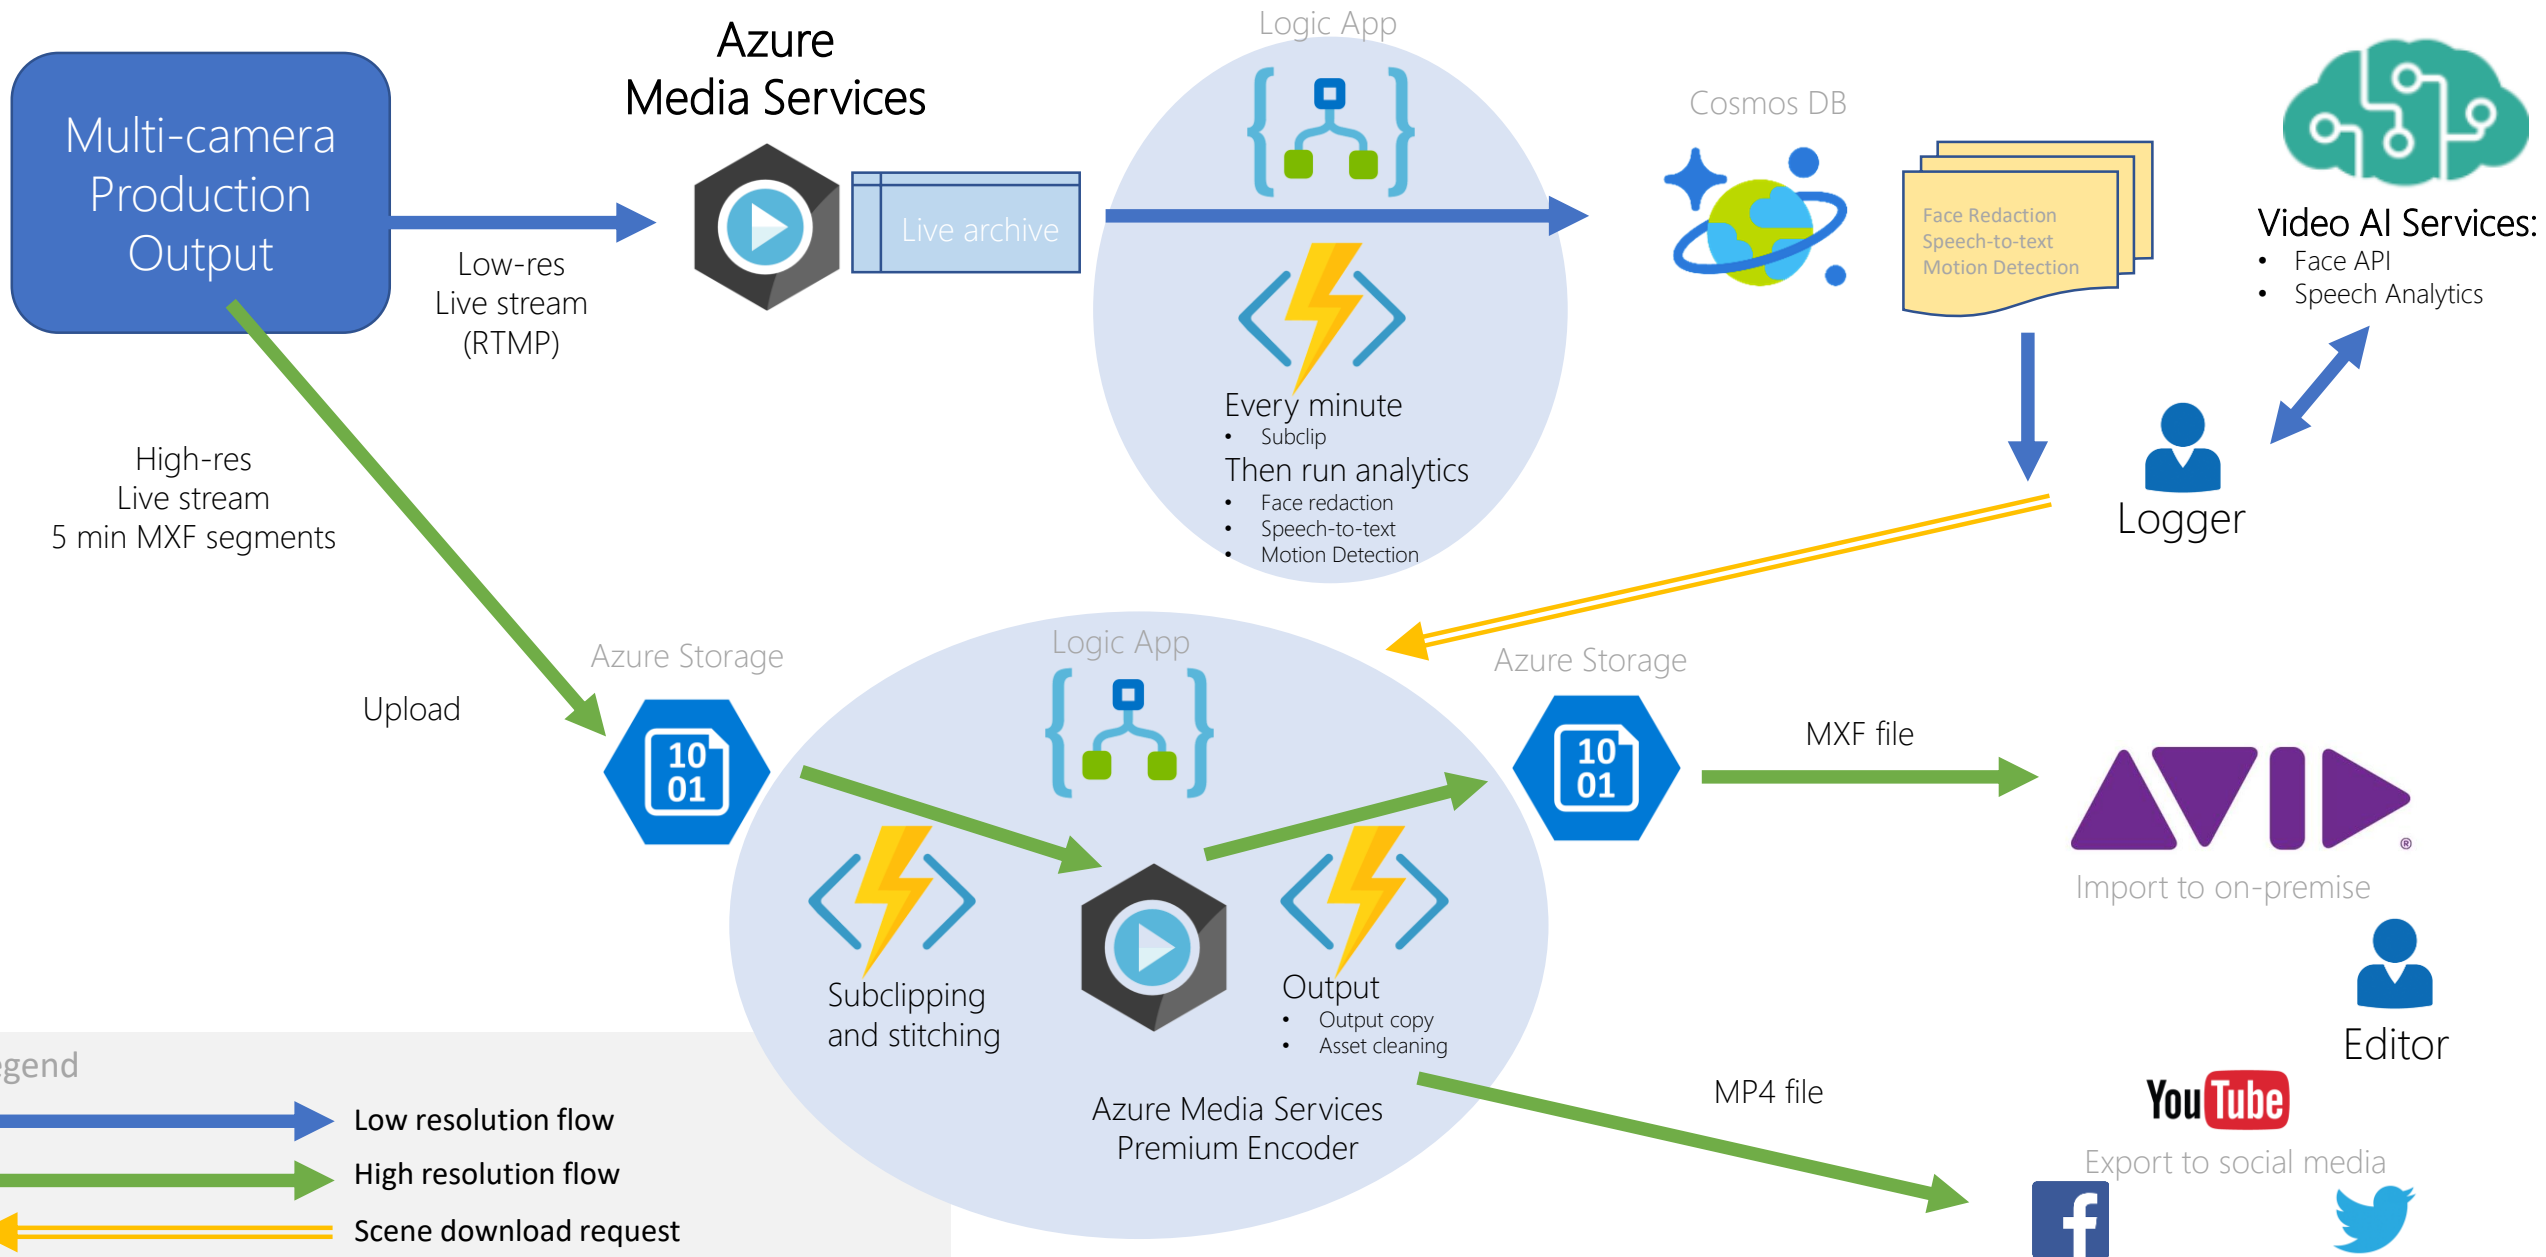 Multi-camera
Production
Output
Azure
Media Services
Low-res
Live stream
(RTMP)
Live archive
Logic App
Every minute
• Subclip
Then run analytics
• Face redaction
• Speech-to-text
• Motion Detection
Cosmos DB
Face Redaction
Speech-to-text
Motion Detection
Video AI Services:
• Face API
• Speech Analytics
Logger
High-res
Live stream
5 min MXF segments
Upload
Azure Storage
10
01
Logic App
Subclipping
and stitching
Output
• Output copy
• Asset cleaning
Azure Media Services
Premium Encoder
Azure Storage
10
01
MXF file
AVID®
Import to on-premise
Editor
MP4 file
YouTube
Export to social media
f
egend
Low resolution flow
High resolution flow
Scene download request